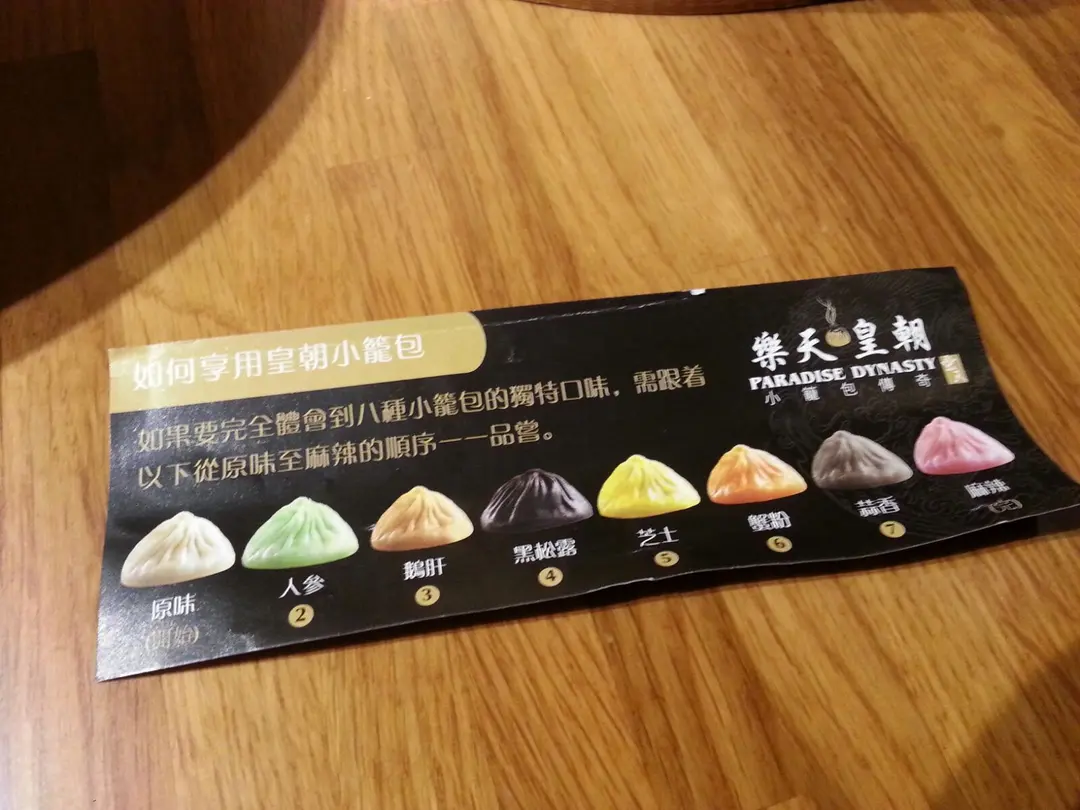 如何享用皇朝小籠包
樂天皇朝
PARADISE DYNASTY
小籠包傳奇
如果要完全體會到八種小籠包的獨特口味，需跟着
以下從原味至麻辣的順序一一品嘗。
原味
(開始)
人參
2
鵝肝
3
黑松露
4
芝士
5
蟹粉
6
蒜香
7
麻辣